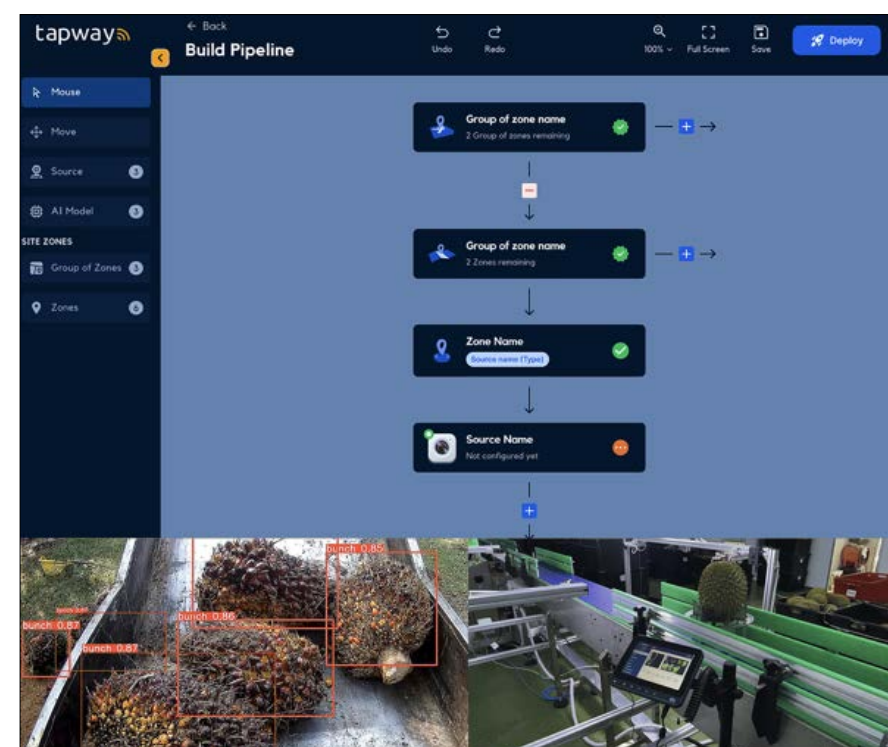 tapway
← Back
Build Pipeline
Undo
Redo
100%
Full Screen
Save
Deploy
Mouse
Move
Source 3
AI Model 3
SITE ZONES
Group of Zones 3
Zones 6
Group of zone name
2 Group of zones remaining
Group of zone name
2 Zones remaining
Zone Name
Source name (Type)
Source Name
Not configured yet
bunch 0.85
bunch 0.86
bunch 0.87
bunch 0.87